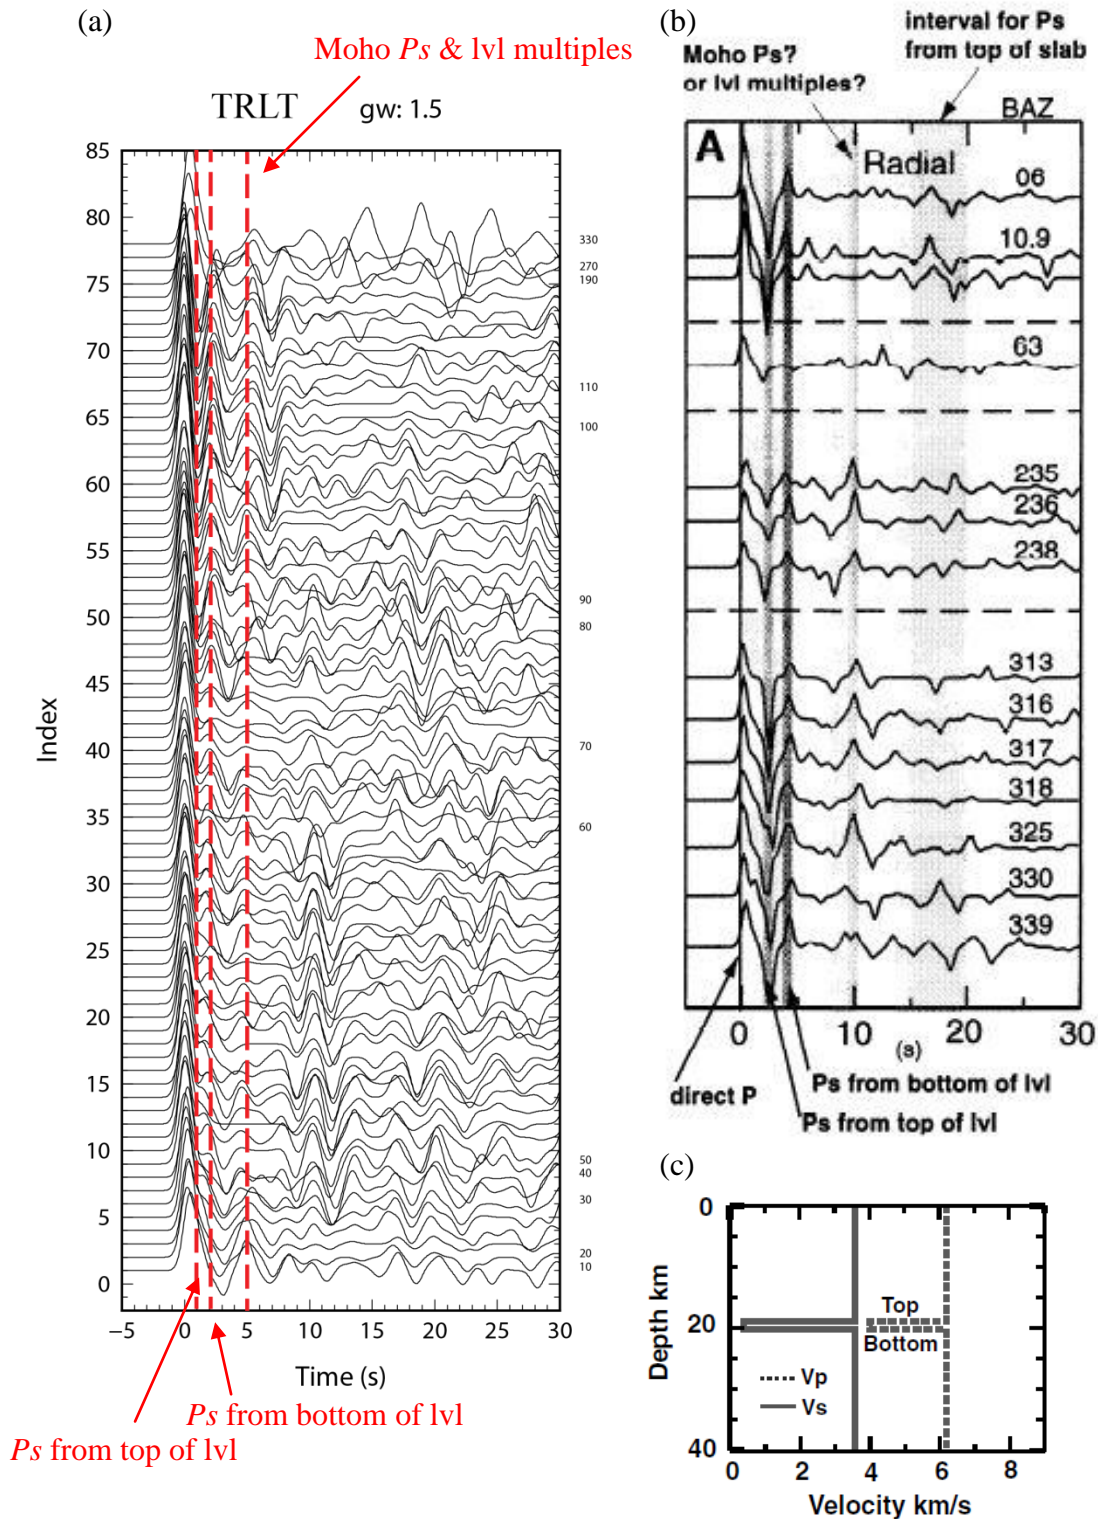 (a)
Moho Ps & lvl multiples
TRLT gw: 1.5
85
80
75
70
65
60
55
50
45
40
35
30
25
20
15
10
5
0
Index
330
270
190
110
100
90
80
70
60
50
40
30
20
10
−5 0 5 10 15 20 25 30
Time (s)
Ps from bottom of lvl
Ps from top of lvl
(b)
interval for Ps
from top of slab
Moho Ps?
or lvl multiples?
BAZ
A
Radial
06
10.9
63
235
236
238
313
316
317
318
325
330
339
0 10 20 30
(s)
direct P
Ps from bottom of lvl
Ps from top of lvl
(c)
0
20
40
Depth km
Top
Bottom
Vp
Vs
0 2 4 6 8
Velocity km/s